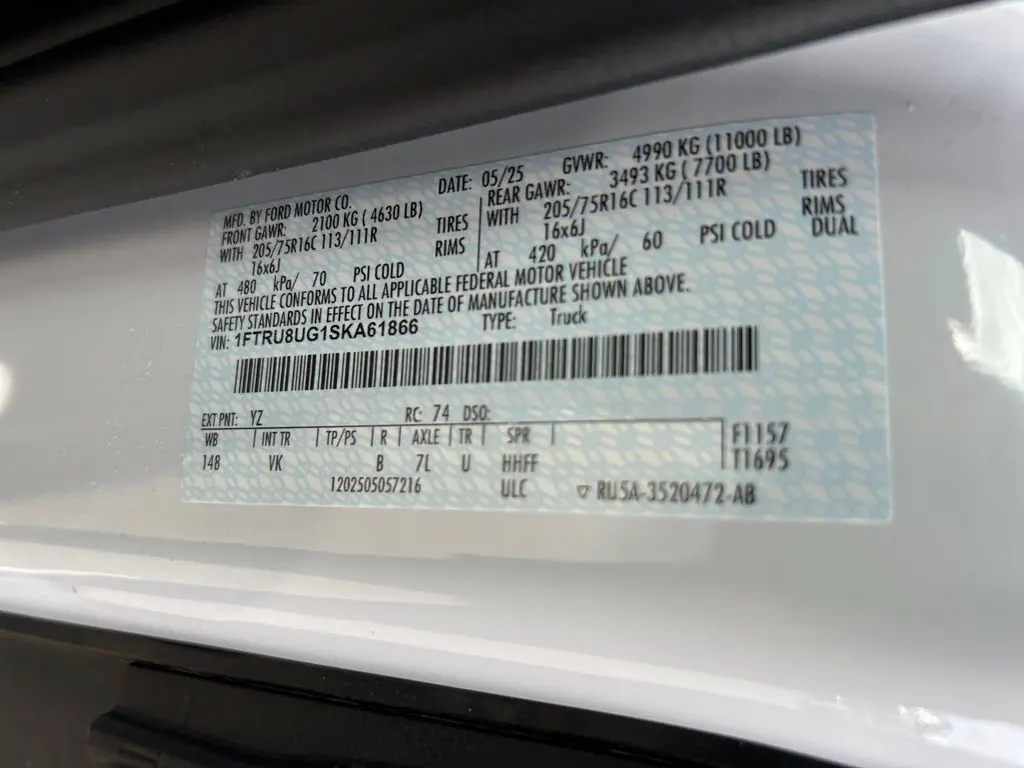 MFD. BY FORD MOTOR CO. DATE: 05/25 GVWR: 4990 KG (11000 LB)
FRONT GAWR: 2100 KG ( 4630 LB) REAR GAWR: 3493 KG ( 7700 LB)
WITH 205/75R16C 113/111R TIRES WITH 205/75R16C 113/111R TIRES
16x6J RIMS 16x6J RIMS
AT 480 kPa/ 70 PSI COLD AT 420 kPa/ 60 PSI COLD DUAL
THIS VEHICLE CONFORMS TO ALL APPLICABLE FEDERAL MOTOR VEHICLE
SAFETY STANDARDS IN EFFECT ON THE DATE OF MANUFACTURE SHOWN ABOVE.
VIN: 1FTRU8UG1SKA61866 TYPE: Truck
EXT PNT: YZ RC: 74 DSO:
WB INT TR TP/PS R AXLE TR SPR F1157
148 VK B 7L U HHFF T1695
1202505057216 ULC ▽ RU5A-3520472-AB